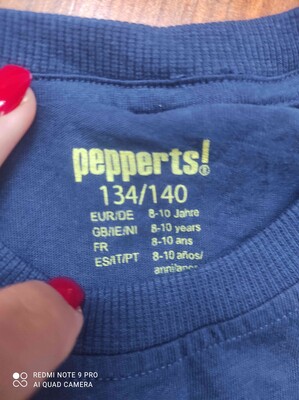 pepperts!®
134/140
EUR/DE 8-10 Jahre
GB/IE/NI 8-10 years
FR 8-10 ans
ES/IT/PT 8-10 años/
anni/anos
REDMI NOTE 9 PRO
AI QUAD CAMERA